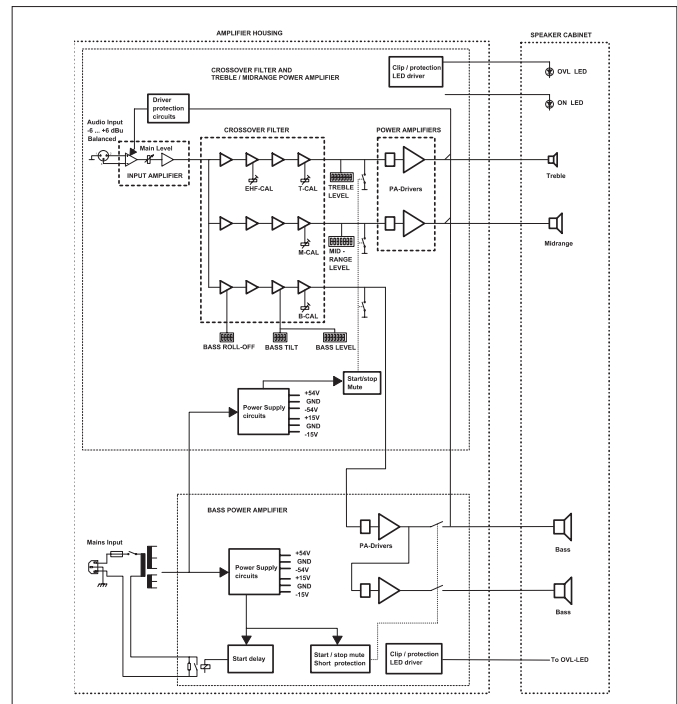 AMPLIFIER HOUSING
SPEAKER CABINET
CROSSOVER FILTER AND
TREBLE / MIDRANGE POWER AMPLIFIER
Clip / protection
LED driver
OVL LED
ON LED
Driver
protection
circuits
Audio Input
-6 ... +6 dBu
Balanced
Main Level
INPUT AMPLIFIER
CROSSOVER FILTER
POWER AMPLIFIERS
EHF-CAL
T-CAL
TREBLE
LEVEL
PA-Drivers
Treble
M-CAL
MID -
RANGE
LEVEL
Midrange
B-CAL
BASS ROLL-OFF
BASS TILT
BASS LEVEL
Start/stop
Mute
Power Supply
circuits
+54V
GND
-54V
+15V
GND
-15V
BASS POWER AMPLIFIER
Mains Input
PA-Drivers
Bass
Power Supply
circuits
+54V
GND
-54V
+15V
GND
-15V
Bass
Start delay
Start / stop mute
Short protection
Clip / protection
LED driver
To OVL-LED